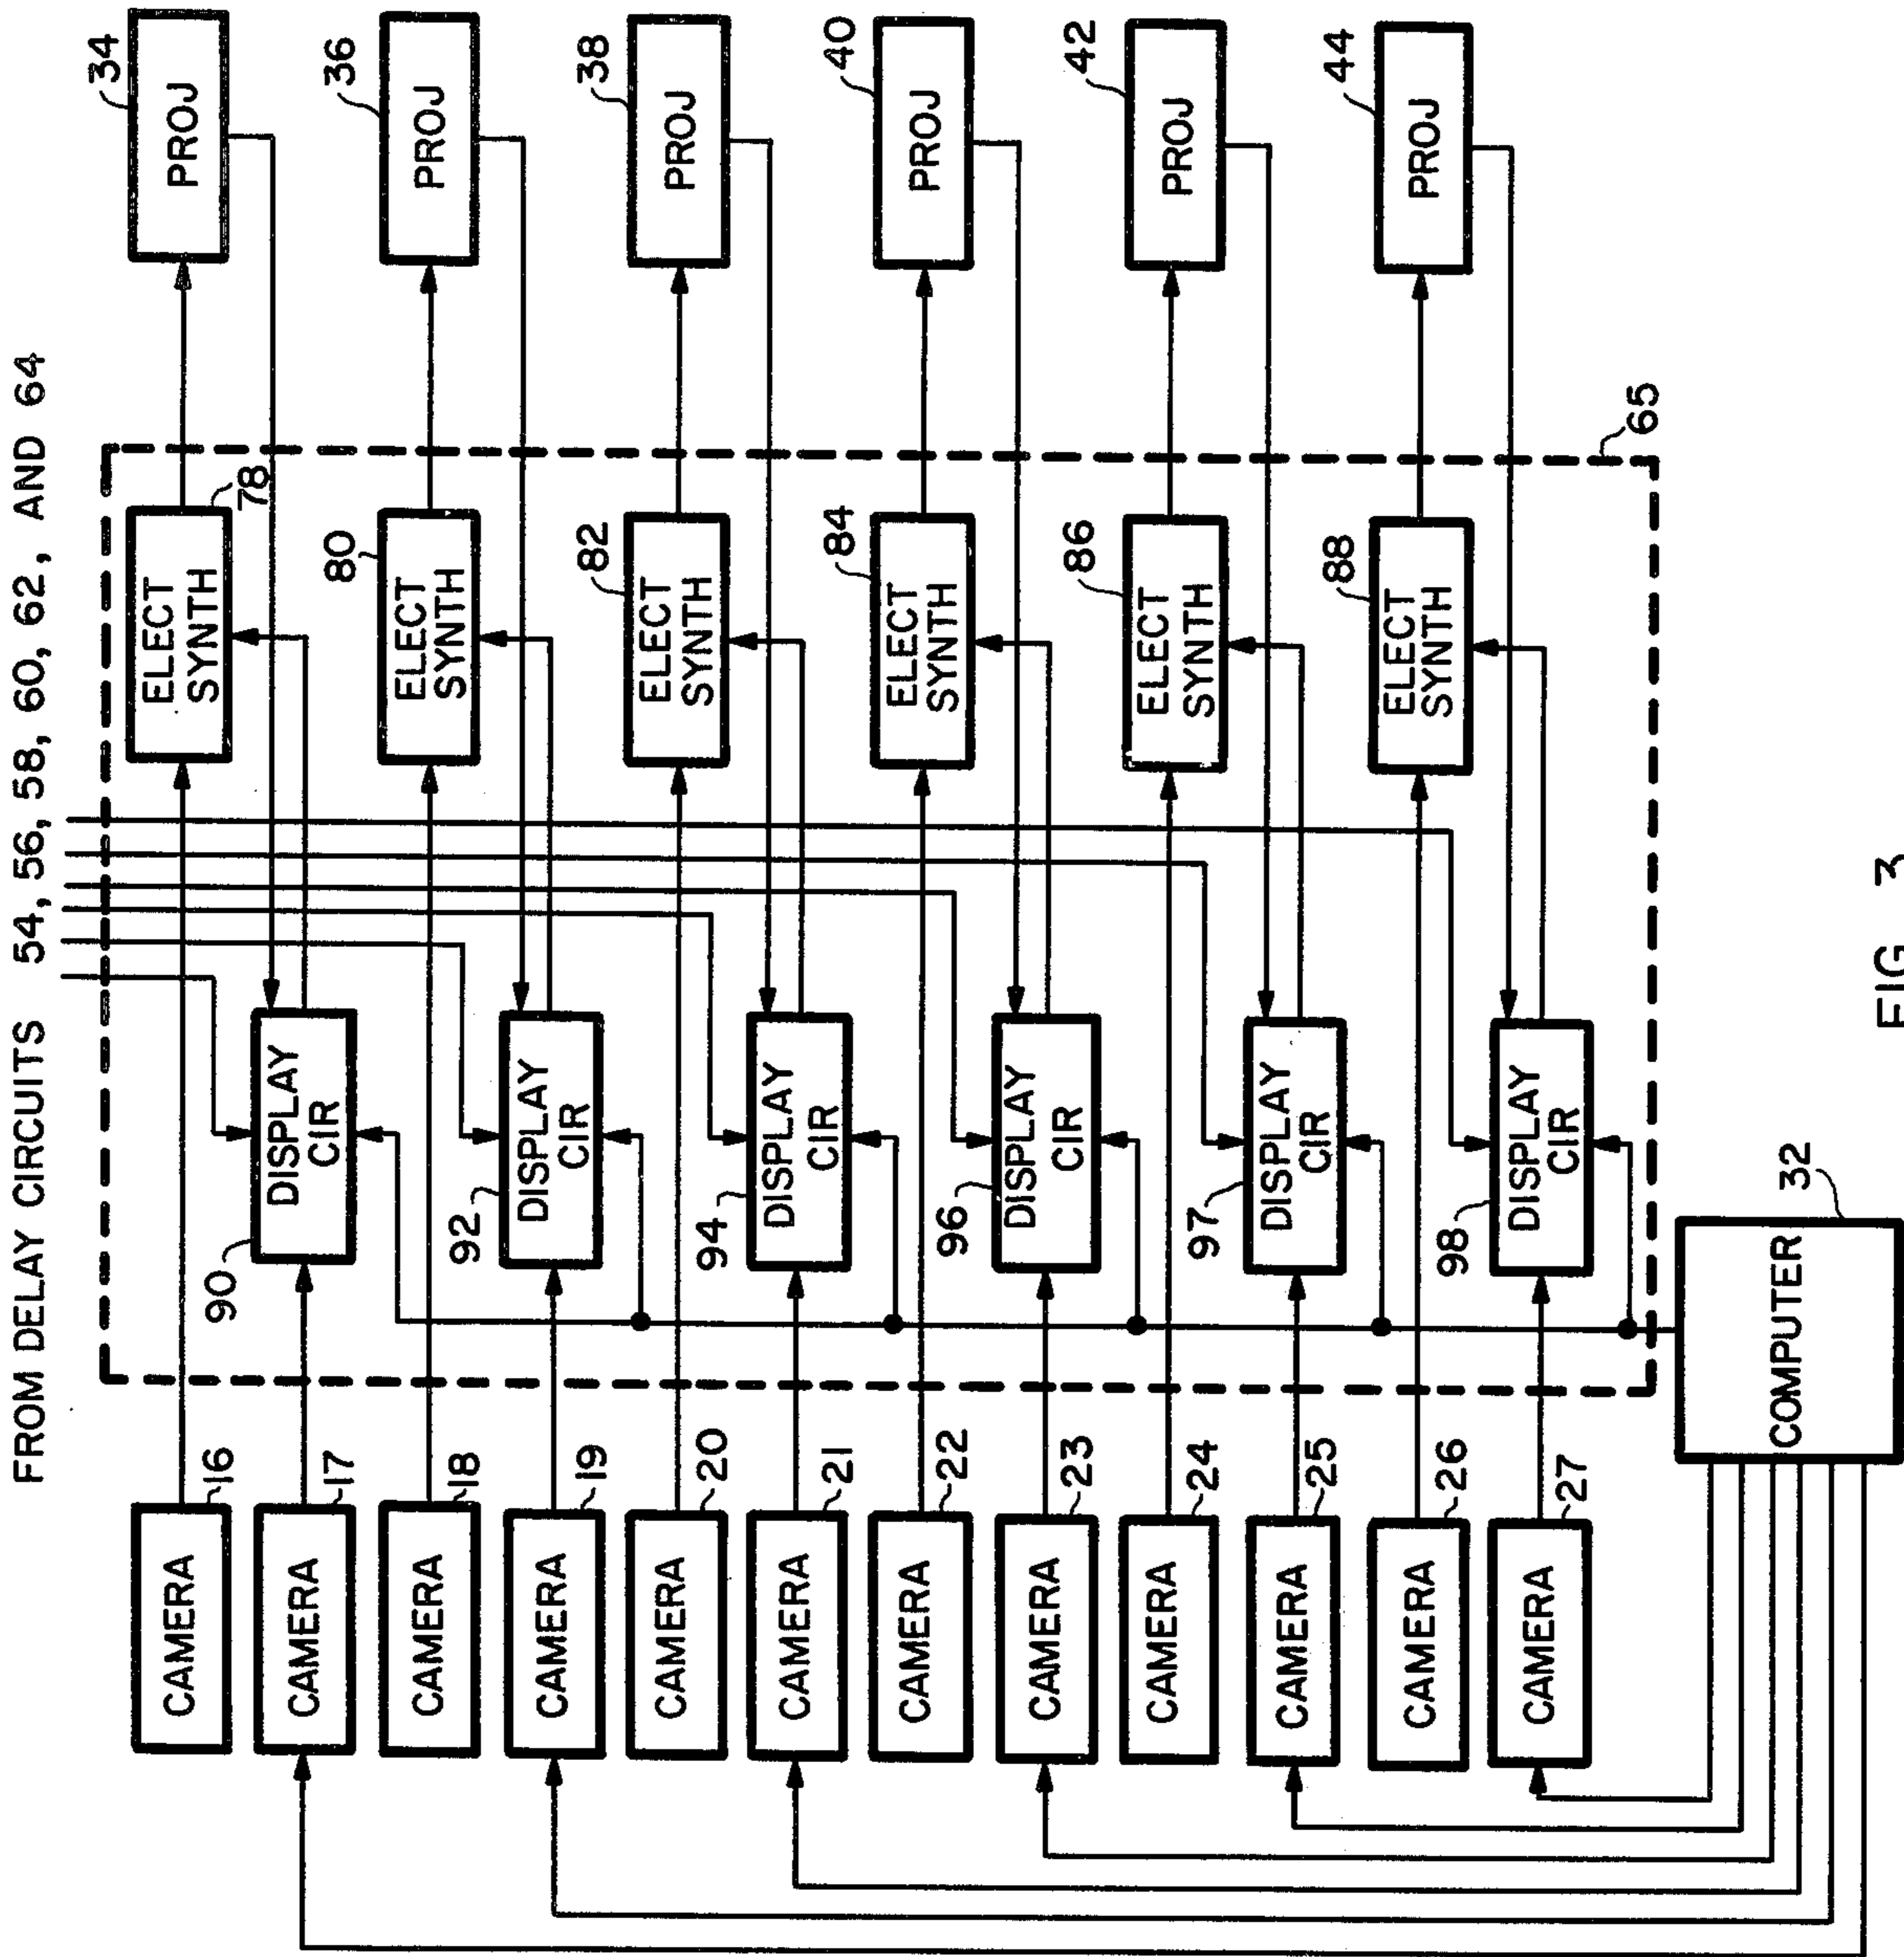 FROM DELAY CIRCUITS 54, 56, 58, 60, 62, AND 64
CAMERA
16
ELECT
SYNTH
78
PROJ
34
CAMERA
17
90
DISPLAY
CIR
CAMERA
18
80
ELECT
SYNTH
PROJ
36
CAMERA
19
92
DISPLAY
CIR
CAMERA
20
82
ELECT
SYNTH
PROJ
38
CAMERA
21
94
DISPLAY
CIR
CAMERA
22
84
ELECT
SYNTH
PROJ
40
CAMERA
23
96
DISPLAY
CIR
CAMERA
24
86
ELECT
SYNTH
PROJ
42
CAMERA
25
97
DISPLAY
CIR
CAMERA
26
88
ELECT
SYNTH
PROJ
44
CAMERA
27
98
DISPLAY
CIR
65
COMPUTER
32
FIG. 3